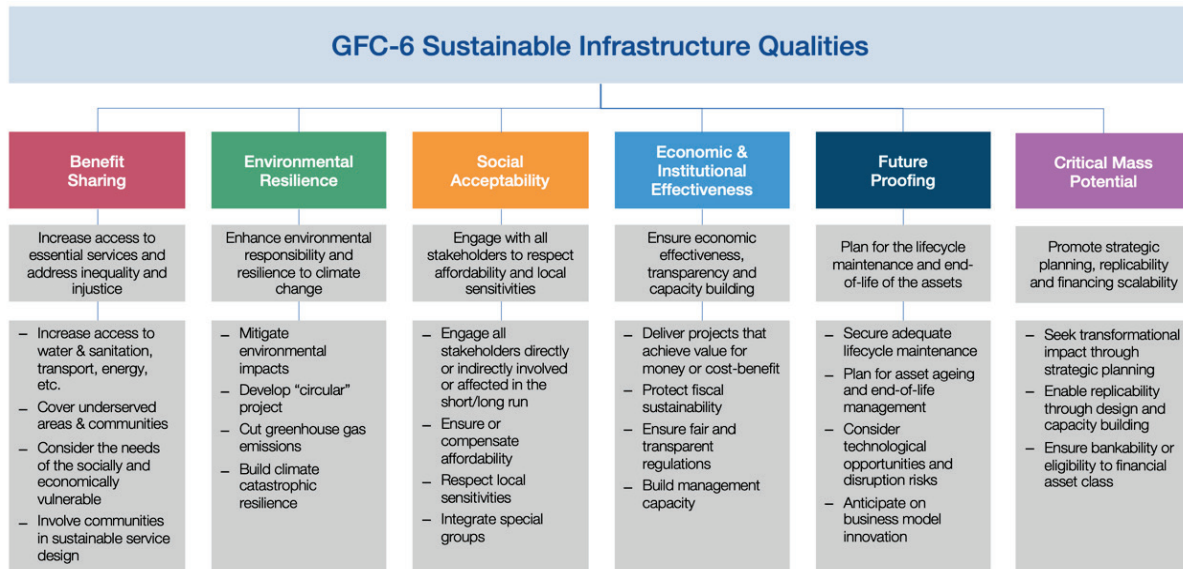 GFC-6 Sustainable Infrastructure Qualities
Benefit
Sharing
Increase access to
essential services and
address inequality and
injustice
– Increase access to
water & sanitation,
transport, energy,
etc.
– Cover underserved
areas & communities
– Consider the needs
of the socially and
economically
vulnerable
– Involve communities
in sustainable service
design
Environmental
Resilience
Enhance environmental
responsibility and
resilience to climate
change
– Mitigate
environmental
impacts
– Develop “circular”
project
– Cut greenhouse gas
emissions
– Build climate
catastrophic
resilience
Social
Acceptability
Engage with all
stakeholders to respect
affordability and local
sensitivities
– Engage all
stakeholders directly
or indirectly involved
or affected in the
short/long run
– Ensure or
compensate
affordability
– Respect local
sensitivities
– Integrate special
groups
Economic &
Institutional
Effectiveness
Ensure economic
effectiveness,
transparency and
capacity building
– Deliver projects that
achieve value for
money or cost-benefit
– Protect fiscal
sustainability
– Ensure fair and
transparent
regulations
– Build management
capacity
Future
Proofing
Plan for the lifecycle
maintenance and end-
of-life of the assets
– Secure adequate
lifecycle maintenance
– Plan for asset ageing
and end-of-life
management
– Consider
technological
opportunities and
disruption risks
– Anticipate on
business model
innovation
Critical Mass
Potential
Promote strategic
planning, replicability
and financing scalability
– Seek transformational
impact through
strategic planning
– Enable replicability
through design and
capacity building
– Ensure bankability or
eligibility to financial
asset class